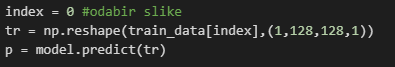 index = 0 #odabir slike
tr = np.reshape(train_data[index],(1,128,128,1))
p = model.predict(tr)